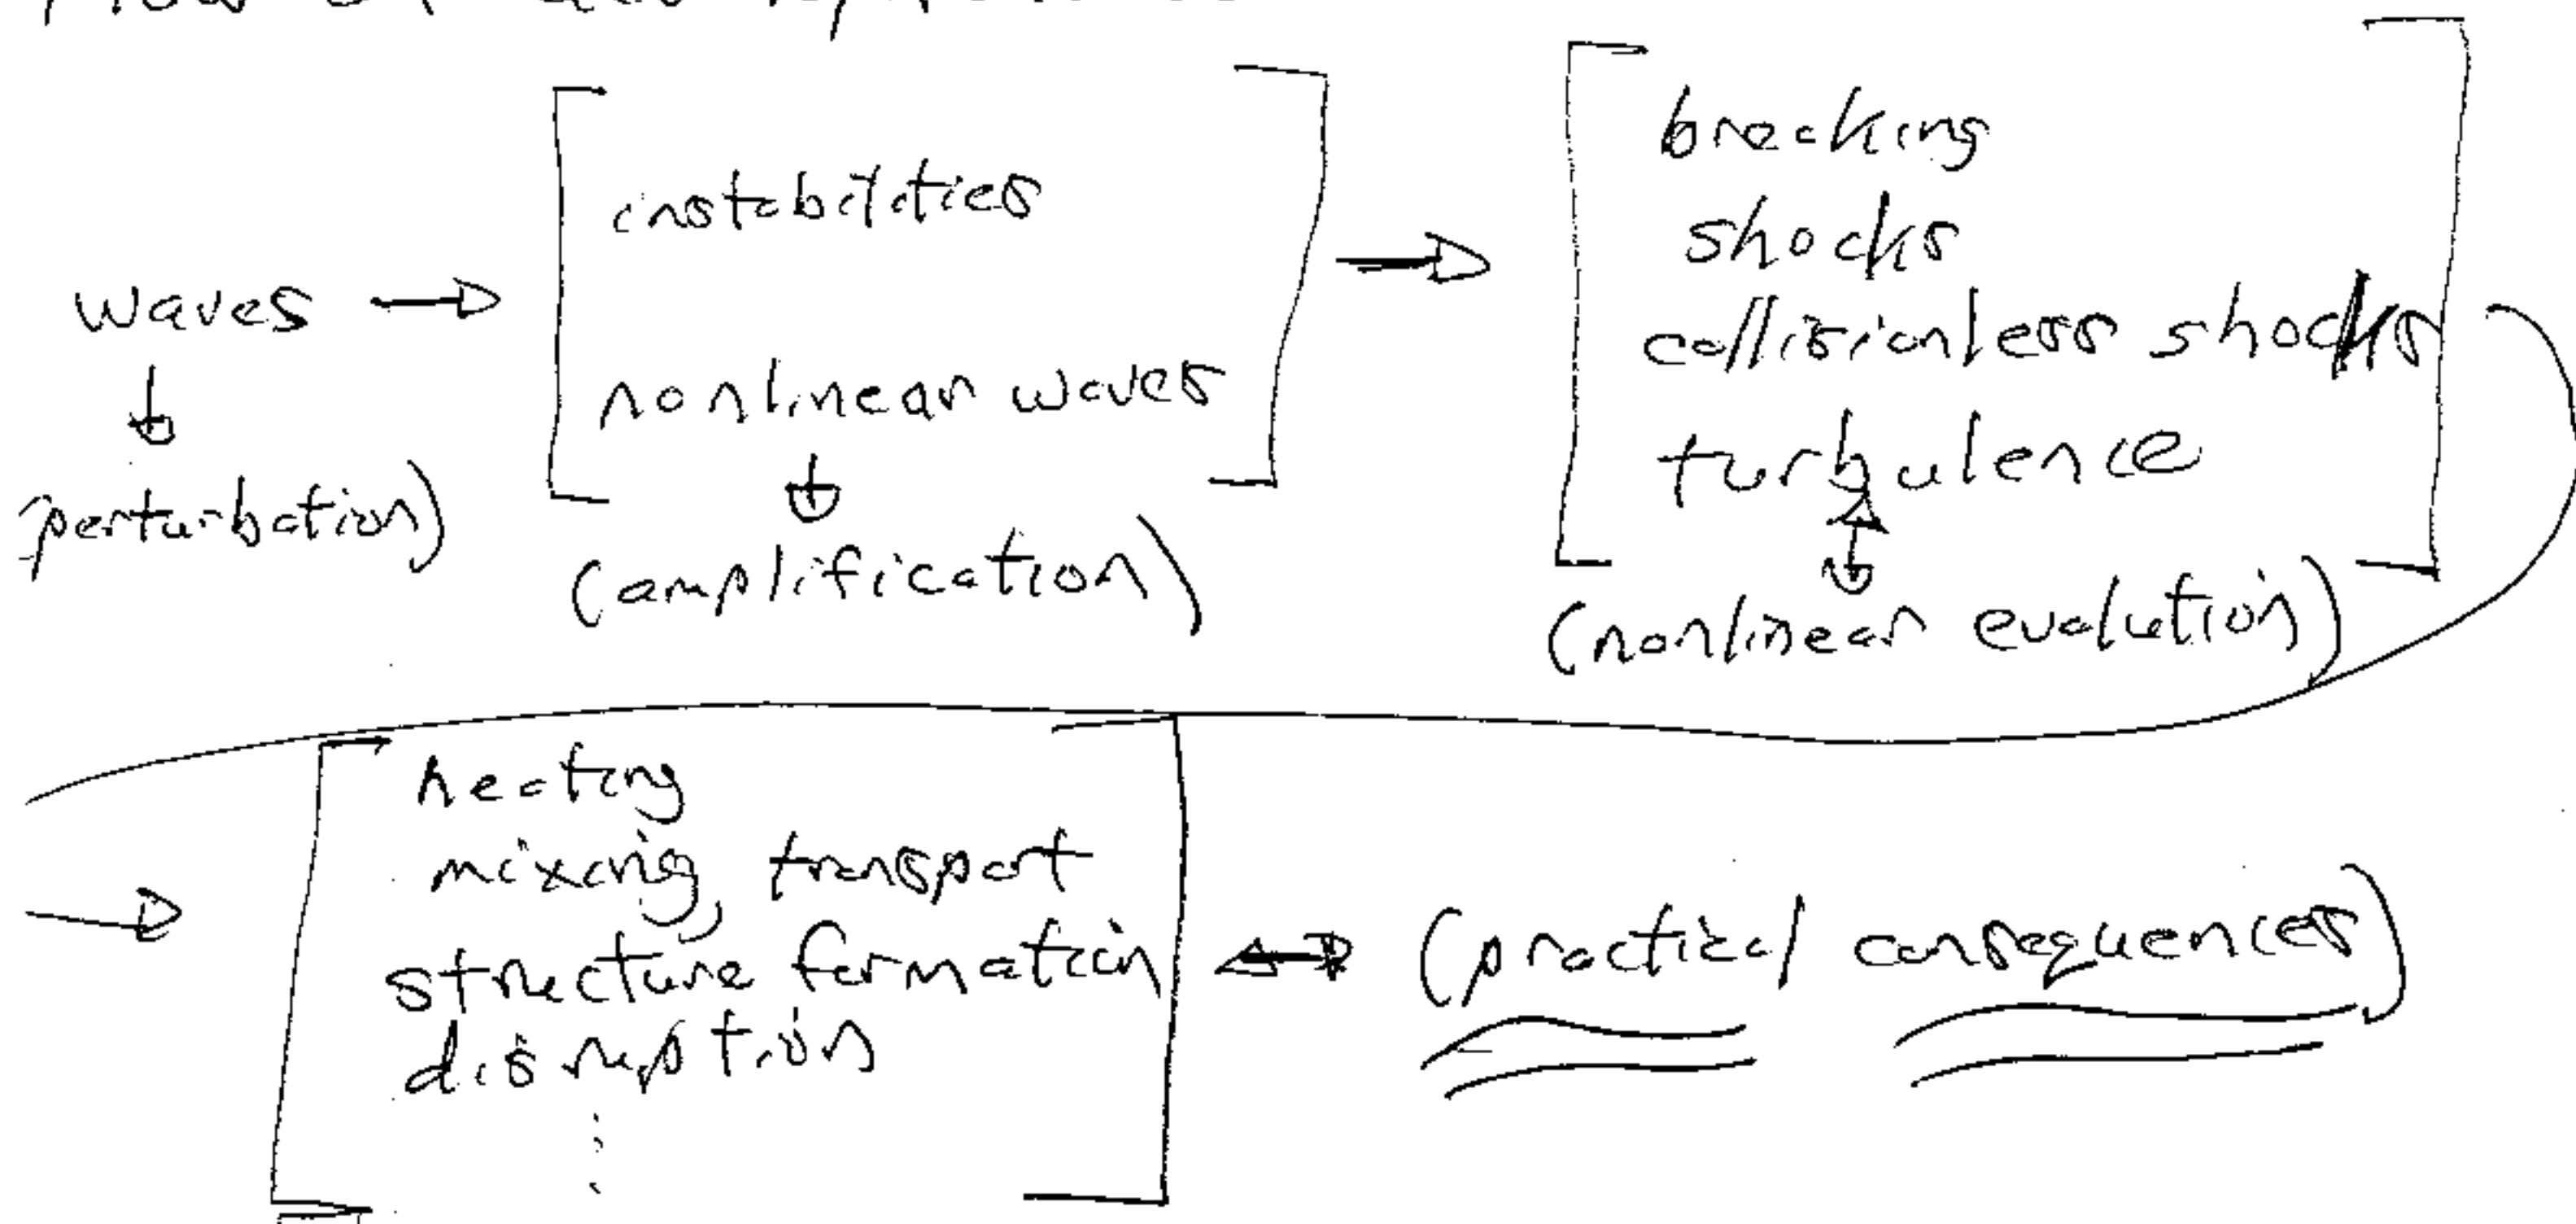 waves →
↓
(perturbation)
instabilities
nonlinear waves
↓
(amplification)
→
breaking
shocks
collisionless shocks
turbulence
↕
(nonlinear evolution)
→
heating
mixing, transport
structure formation ↔ (practical consequences)
disruption
⋮